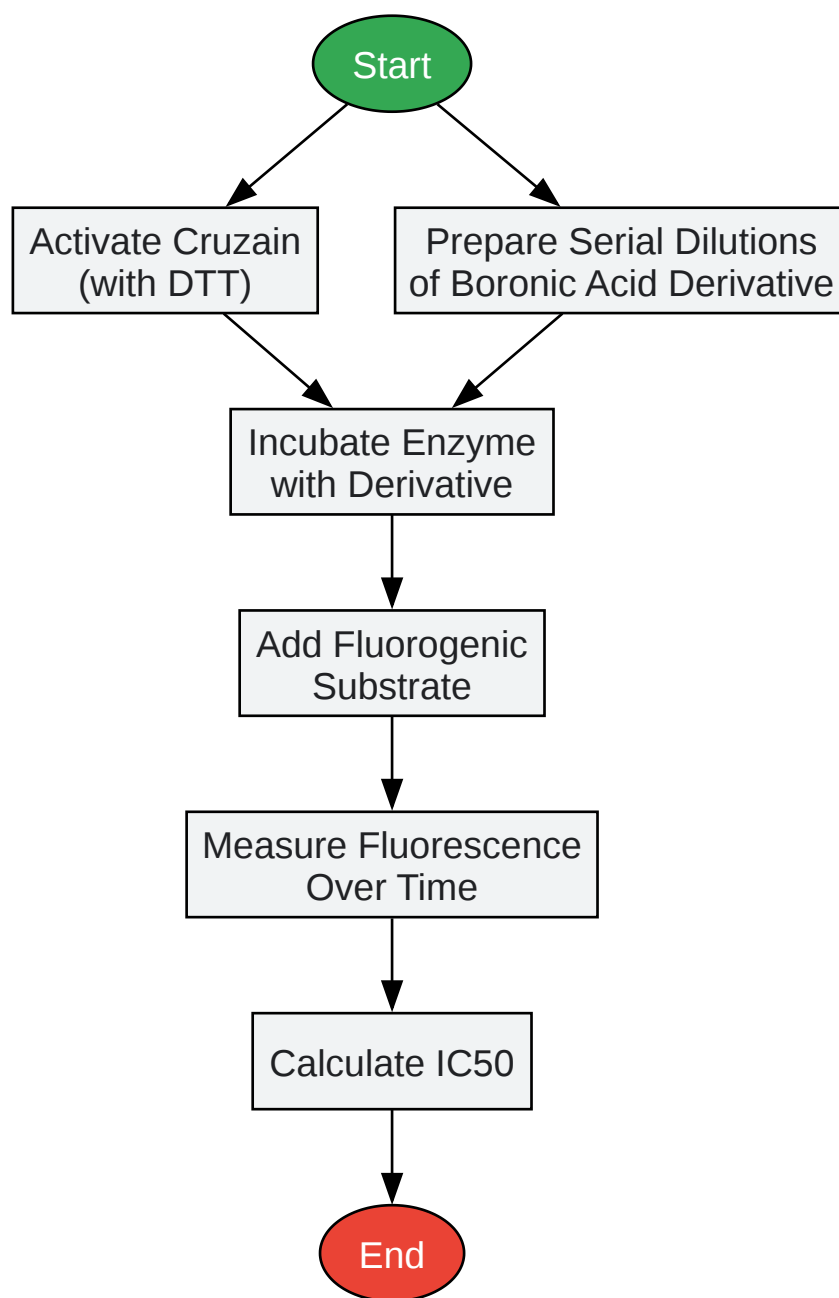 Start
Activate Cruzain
(with DTT)
Prepare Serial Dilutions
of Boronic Acid Derivative
Incubate Enzyme
with Derivative
Add Fluorogenic
Substrate
Measure Fluorescence
Over Time
Calculate IC50
End